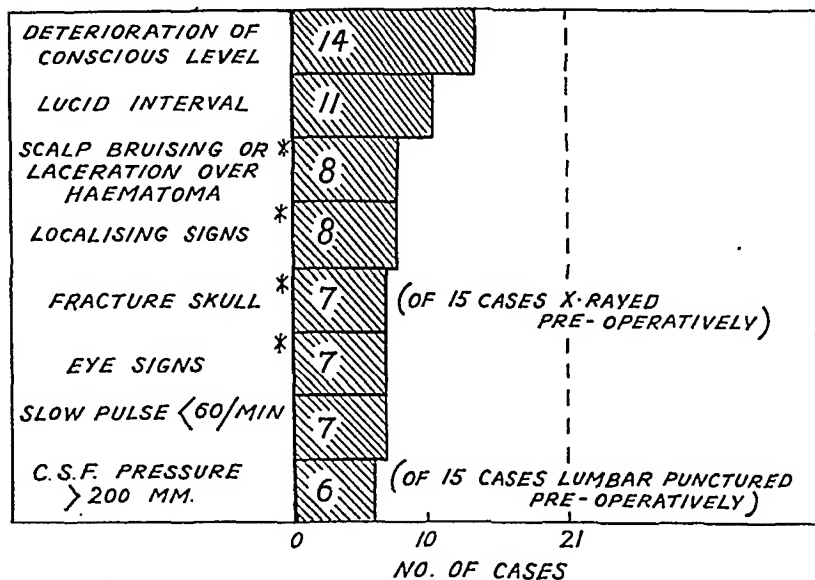 DETERIORATION OF
CONSCIOUS LEVEL
14
LUCID INTERVAL
11
SCALP BRUISING OR *
LACERATION OVER
HAEMATOMA
8
*
LOCALISING SIGNS
8
*
FRACTURE SKULL
7
(OF 15 CASES X·RAYED
PRE-OPERATIVELY)
*
EYE SIGNS
7
SLOW PULSE <60/MIN
7
C.S.F. PRESSURE
>200 MM.
6
(OF 15 CASES LUMBAR PUNCTURED
PRE-OPERATIVELY)
0 10 21
NO. OF CASES